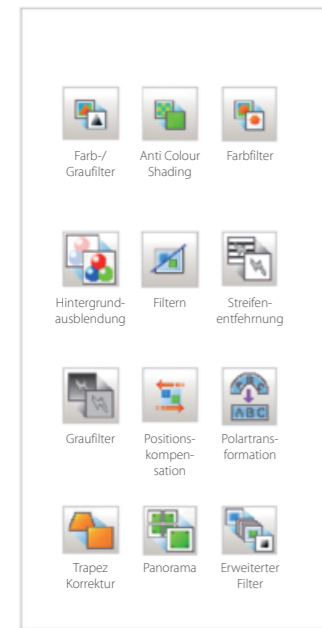 Farb-/
Graufilter
Anti Colour
Shading
Farbfilter
Hintergrund-
ausblendung
Filtern
Streifen-
entfehrnung
Graufilter
Positions-
kompen-
sation
ABC
Polartrans-
formation
Trapez
Korrektur
Panorama
Erweiterter
Filter